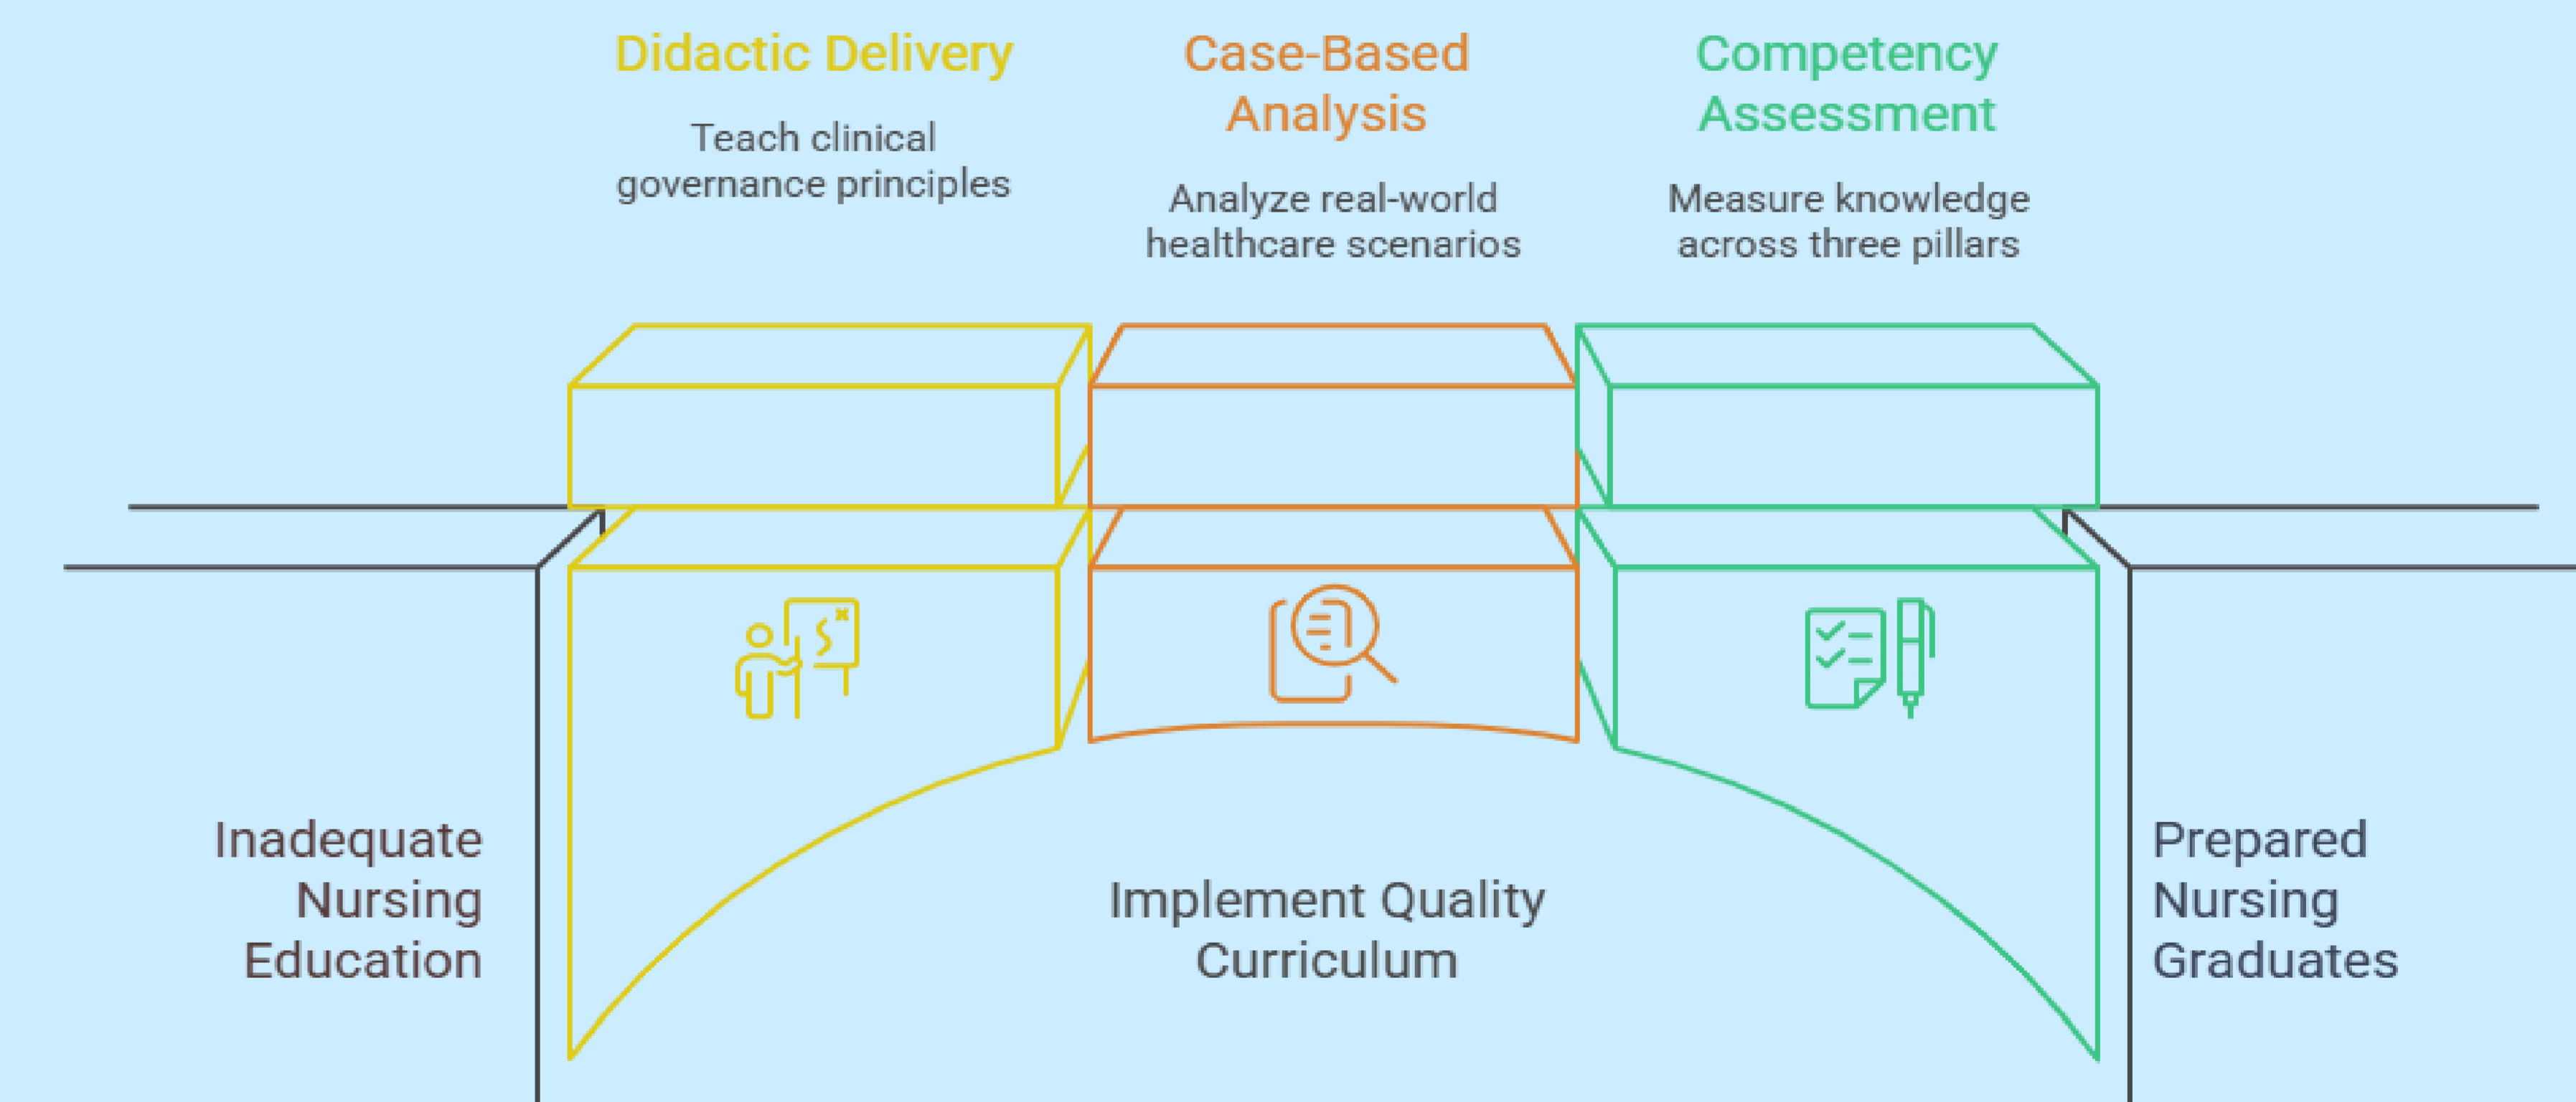 Didactic Delivery
Teach clinical
governance principles
Case-Based
Analysis
Analyze real-world
healthcare scenarios
Competency
Assessment
Measure knowledge
across three pillars
Inadequate
Nursing
Education
Implement Quality
Curriculum
Prepared
Nursing
Graduates